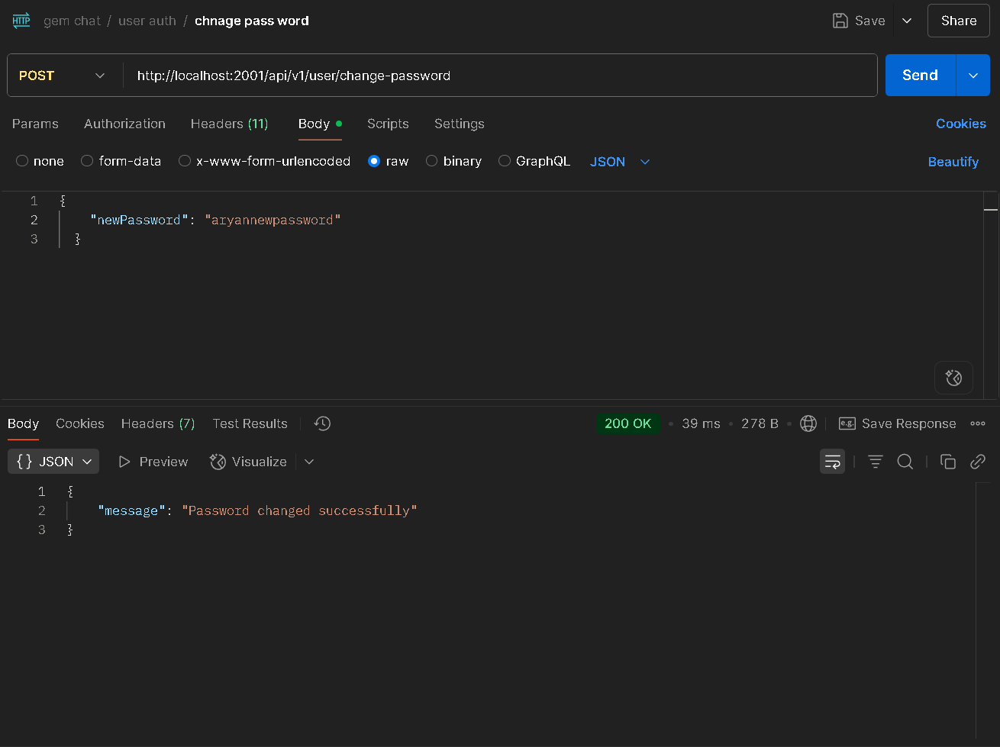 HTTP gem chat / user auth / chnage pass word Save Share
POST http://localhost:2001/api/v1/user/change-password Send
Params Authorization Headers (11) Body Scripts Settings Cookies
none form-data x-www-form-urlencoded raw binary GraphQL JSON Beautify
1 {
2 "newPassword": "aryannewpassword"
3 }
Body Cookies Headers (7) Test Results 200 OK • 39 ms • 278 B • e.g. Save Response
{} JSON Preview Visualize
1 {
2 "message": "Password changed successfully"
3 }